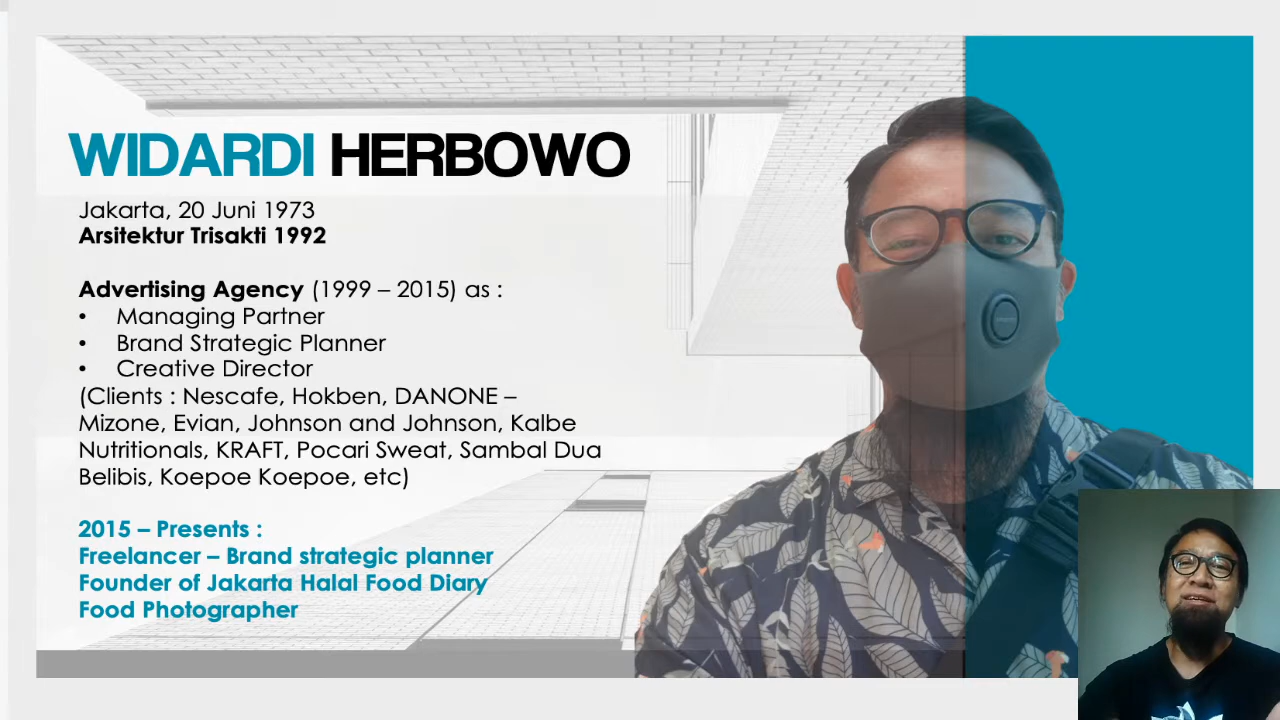 WIDARDI HERBOWO
Jakarta, 20 Juni 1973
Arsitektur Trisakti 1992
Advertising Agency (1999 – 2015) as :
• Managing Partner
• Brand Strategic Planner
• Creative Director
(Clients : Nescafe, Hokben, DANONE –
Mizone, Evian, Johnson and Johnson, Kalbe
Nutritionals, KRAFT, Pocari Sweat, Sambal Dua
Belibis, Koepoe Koepoe, etc)
2015 – Presents :
Freelancer – Brand strategic planner
Founder of Jakarta Halal Food Diary
Food Photographer